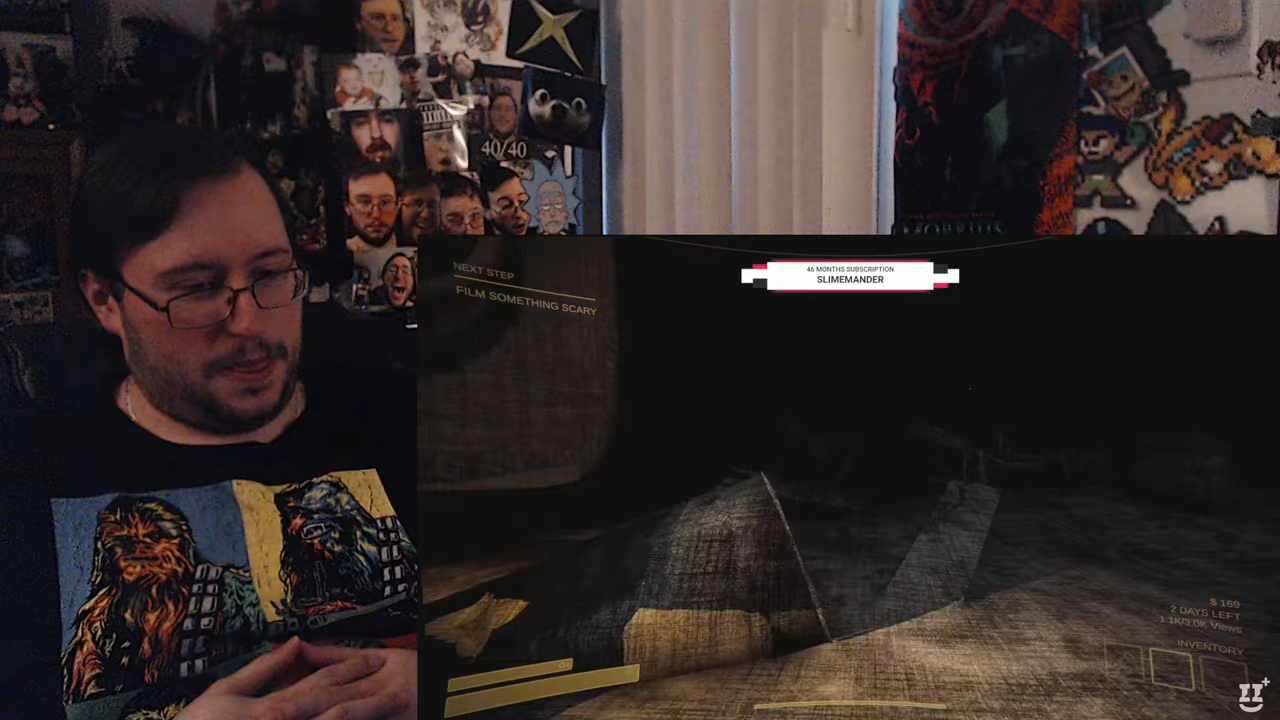 40/40
MORBIUS
NEXT STEP
FILM SOMETHING SCARY
46 MONTHS SUBSCRIPTION
SLIMEMANDER
$ 169
2 DAYS LEFT
1.1K/3.0K Views
INVENTORY